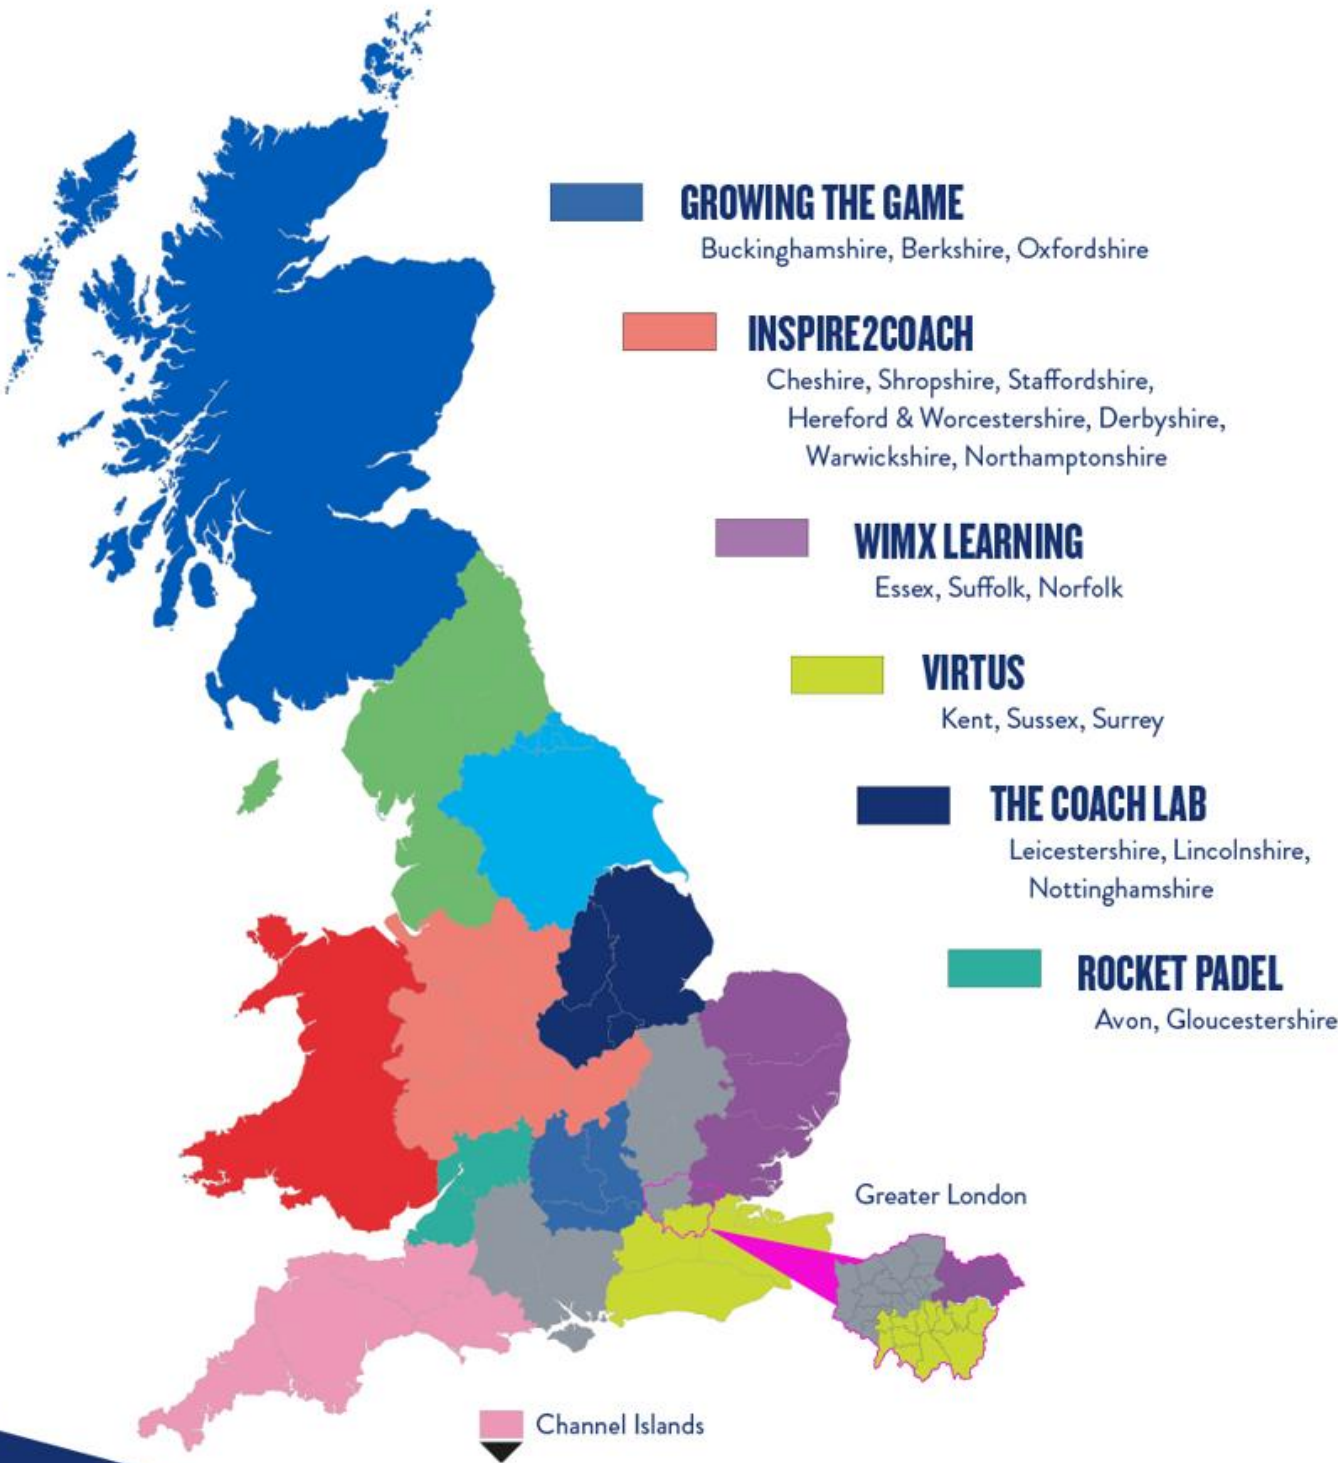 GROWING THE GAME
Buckinghamshire, Berkshire, Oxfordshire
INSPIRE2COACH
Cheshire, Shropshire, Staffordshire,
Hereford & Worcestershire, Derbyshire,
Warwickshire, Northamptonshire
WIMX LEARNING
Essex, Suffolk, Norfolk
VIRTUS
Kent, Sussex, Surrey
THE COACH LAB
Leicestershire, Lincolnshire,
Nottinghamshire
ROCKET PADEL
Avon, Gloucestershire
Greater London
Channel Islands